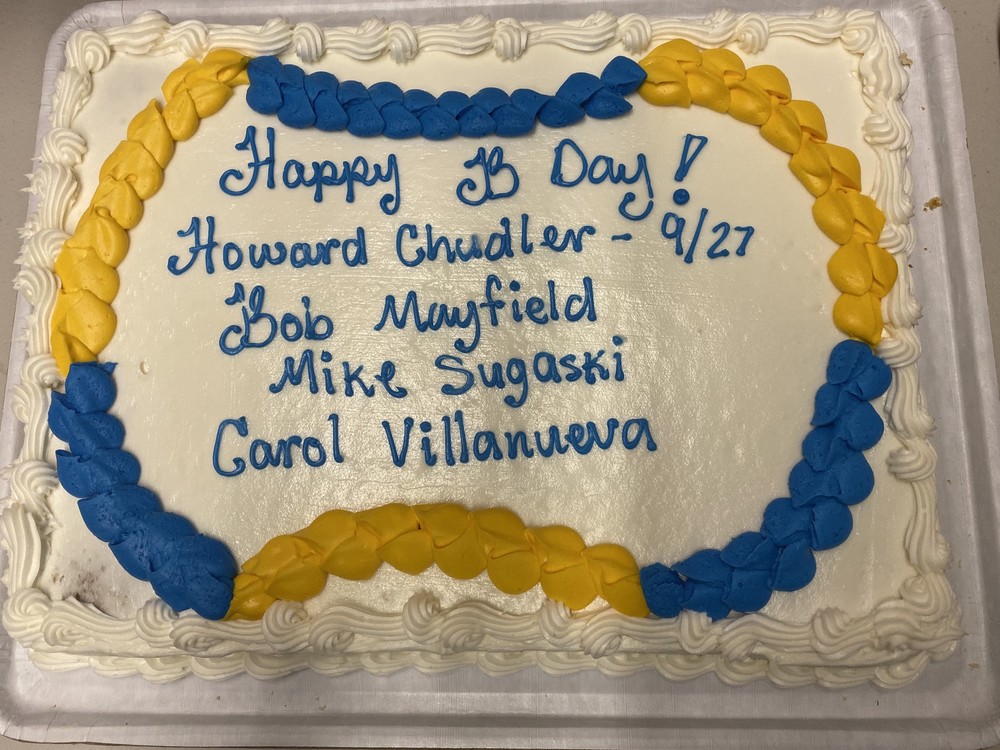 Happy B Day!
Howard Chudler - 9/27
Bob Mayfield
Mike Sugaski
Carol Villanueva